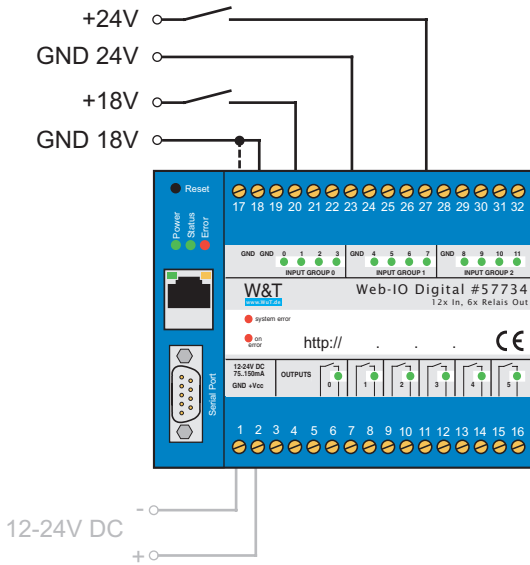 +24V
GND 24V
+18V
GND 18V
Reset
17 18 19 20 21 22 23 24 25 26 27 28 29 30 31 32
Power
Status
Error
GND GND 0 1 2 3 GND 4 5 6 7 GND 8 9 10 11
INPUT GROUP 0 INPUT GROUP 1 INPUT GROUP 2
W&T
www.WuT.de
Web-IO Digital #57734
12x In, 6x Relais Out
system error
on
error
http:// . . .
CE
Serial Port
12-24V DC
75..150mA
GND +Vcc
OUTPUTS
0 1 2 3 4 5
1 2 3 4 5 6 7 8 9 10 11 12 13 14 15 16
-
12-24V DC
+